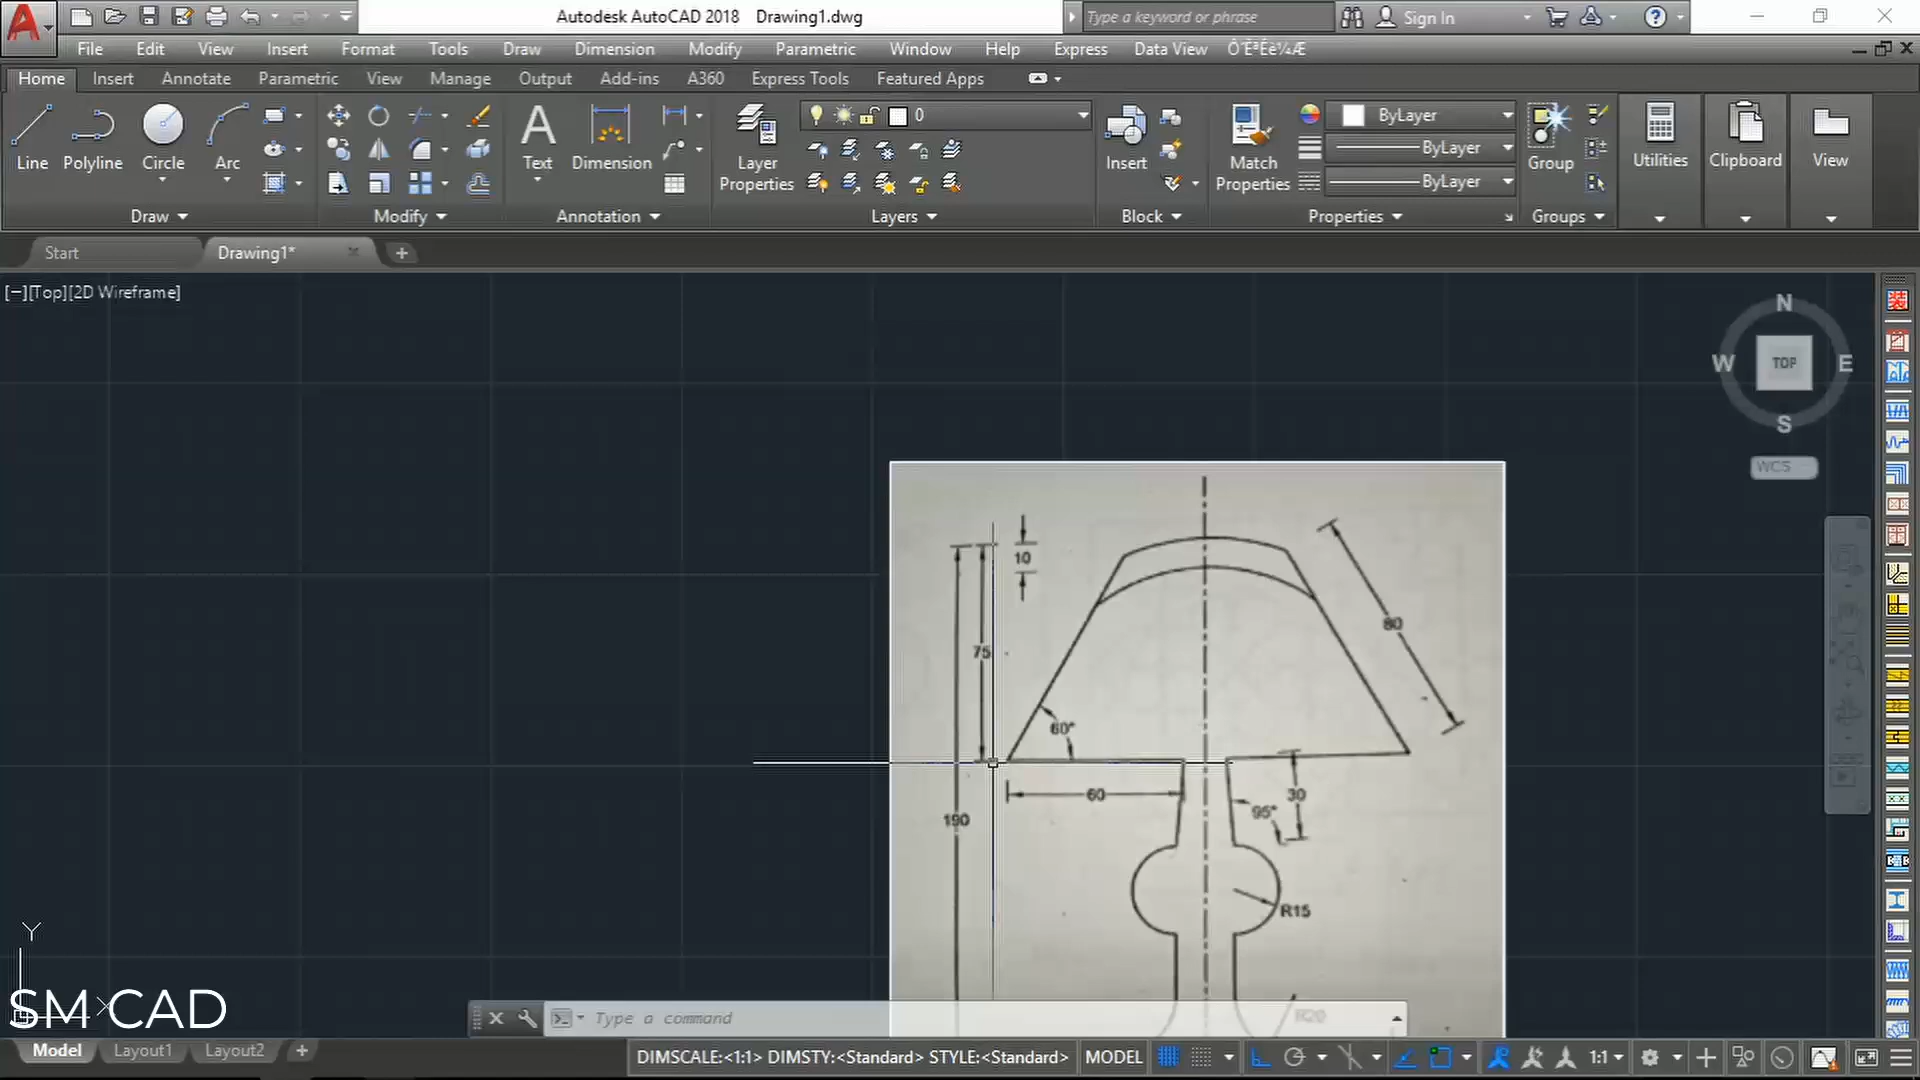 Autodesk AutoCAD 2018 Drawing1.dwg
Type a keyword or phrase
Sign In
File Edit View Insert Format Tools Draw Dimension Modify Parametric Window Help Express Data View Ô´ÈªÉè¼Æ
Home Insert Annotate Parametric View Manage Output Add-ins A360 Express Tools Featured Apps
Line Polyline Circle Arc
Text Dimension
Layer Properties
0
Insert
Match Properties
ByLayer
ByLayer
ByLayer
Group
Utilities
Clipboard
View
Draw Modify Annotation Layers Block Properties Groups
Start Drawing1*
[−][Top][2D Wireframe]
N
W TOP E
S
WCS
10
75
80
60°
60
30
95°
190
R15
R20
Y
X
SM CAD
Type a command
Model Layout1 Layout2
DIMSCALE:<1:1> DIMSTY:<Standard> STYLE:<Standard> MODEL 1:1